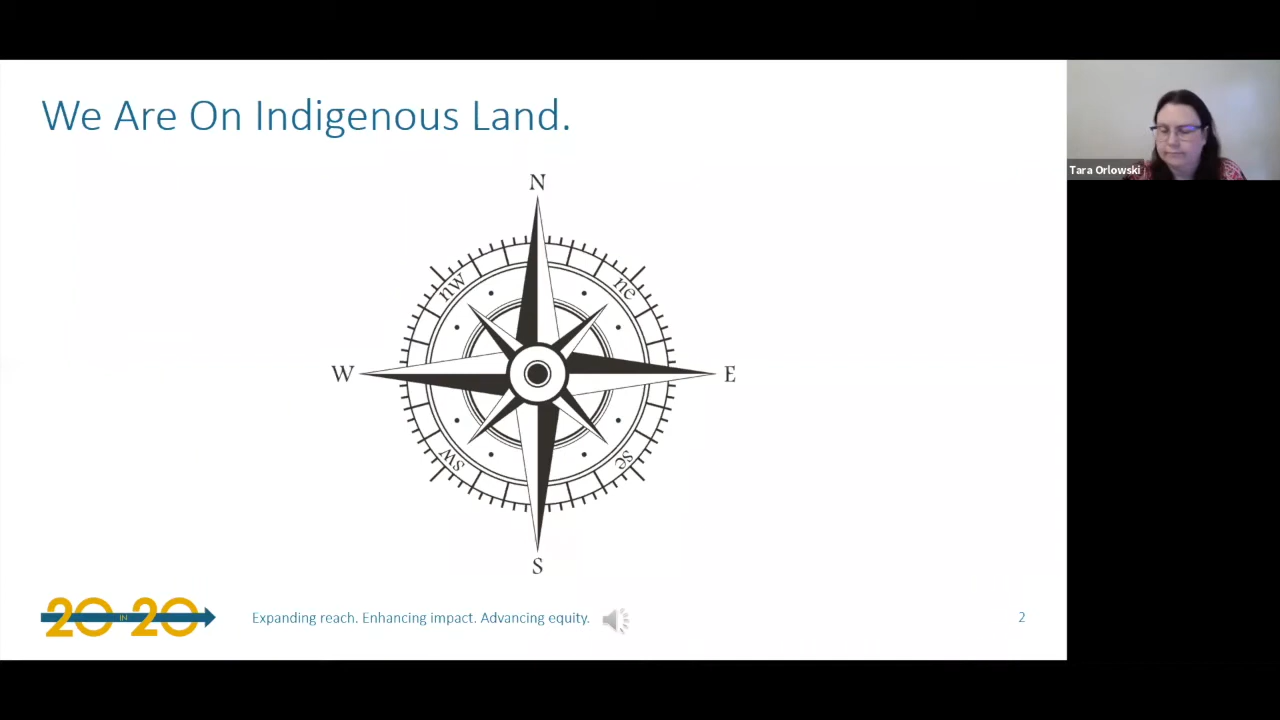 We Are On Indigenous Land.
Tara Orlowski
N
nw
ne
W
E
sw
se
S
20 IN 20
Expanding reach. Enhancing impact. Advancing equity.
2